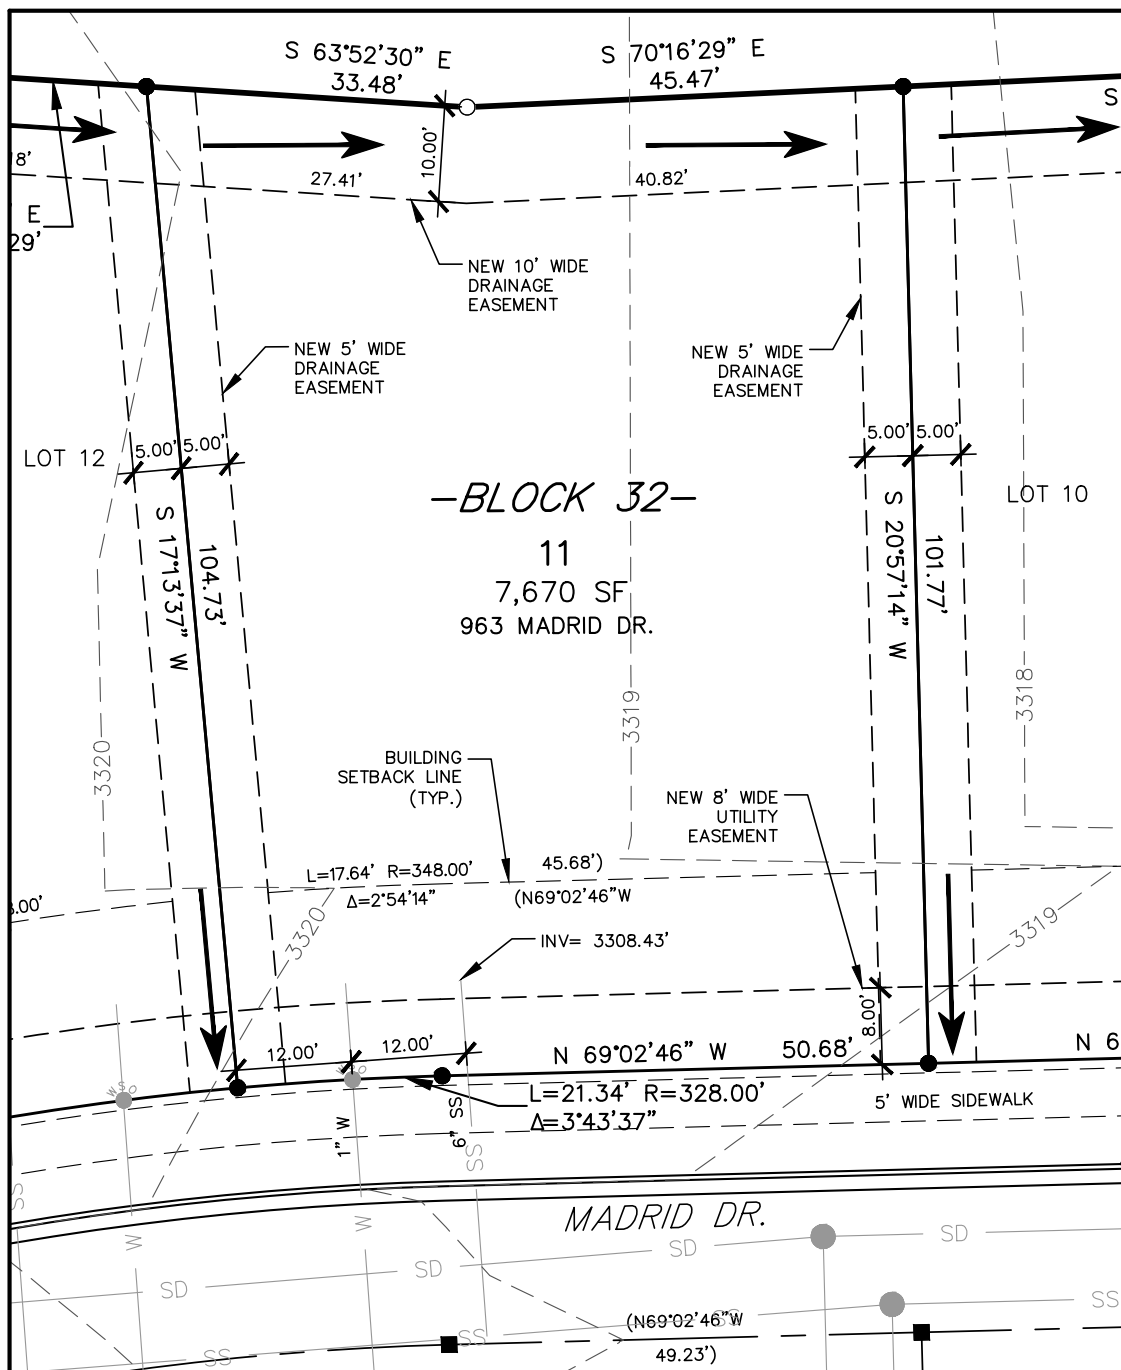 S 63°52'30" E
33.48'
S 70°16'29" E
45.47'
S
18'
E
29'
10.00'
27.41'
40.82'
NEW 10' WIDE
DRAINAGE
EASEMENT
NEW 5' WIDE
DRAINAGE
EASEMENT
NEW 5' WIDE
DRAINAGE
EASEMENT
5.00'
5.00'
5.00'
5.00'
LOT 12
LOT 10
-BLOCK 32-
11
7,670 SF
963 MADRID DR.
S 17°13'37" W
104.73'
S 20°57'14" W
101.77'
3320
3319
3318
BUILDING
SETBACK LINE
(TYP.)
NEW 8' WIDE
UTILITY
EASEMENT
L=17.64' R=348.00'
Δ=2°54'14"
45.68')
(N69°02'46"W
.00'
3320
3319
INV= 3308.43'
8.00'
12.00'
12.00'
N 69°02'46" W
50.68'
N 6
L=21.34' R=328.00'
Δ=3°43'37"
5' WIDE SIDEWALK
1" W
6" SS
SS
SS
W
W
MADRID DR.
SD
SD
SD
SD
SS
SS
SS
SS
(N69°02'46"W
49.23')